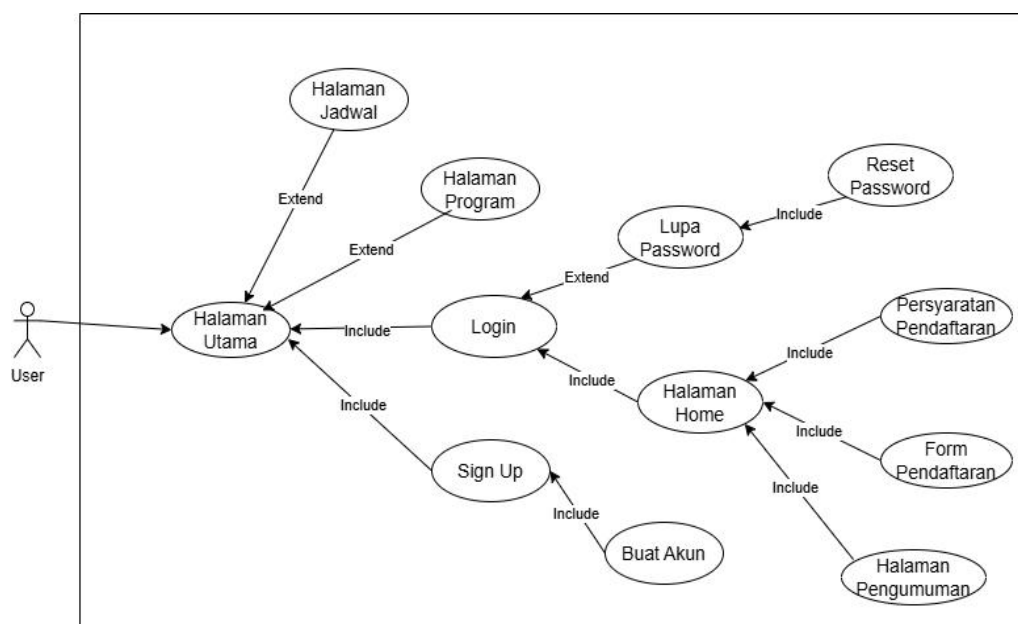 Halaman
Jadwal
Extend
Halaman
Program
Extend
Reset
Password
Include
Lupa
Password
Extend
User
Halaman
Utama
Include
Login
Include
Persyaratan
Pendaftaran
Include
Halaman
Home
Include
Form
Pendaftaran
Include
Sign Up
Include
Include
Buat Akun
Halaman
Pengumuman